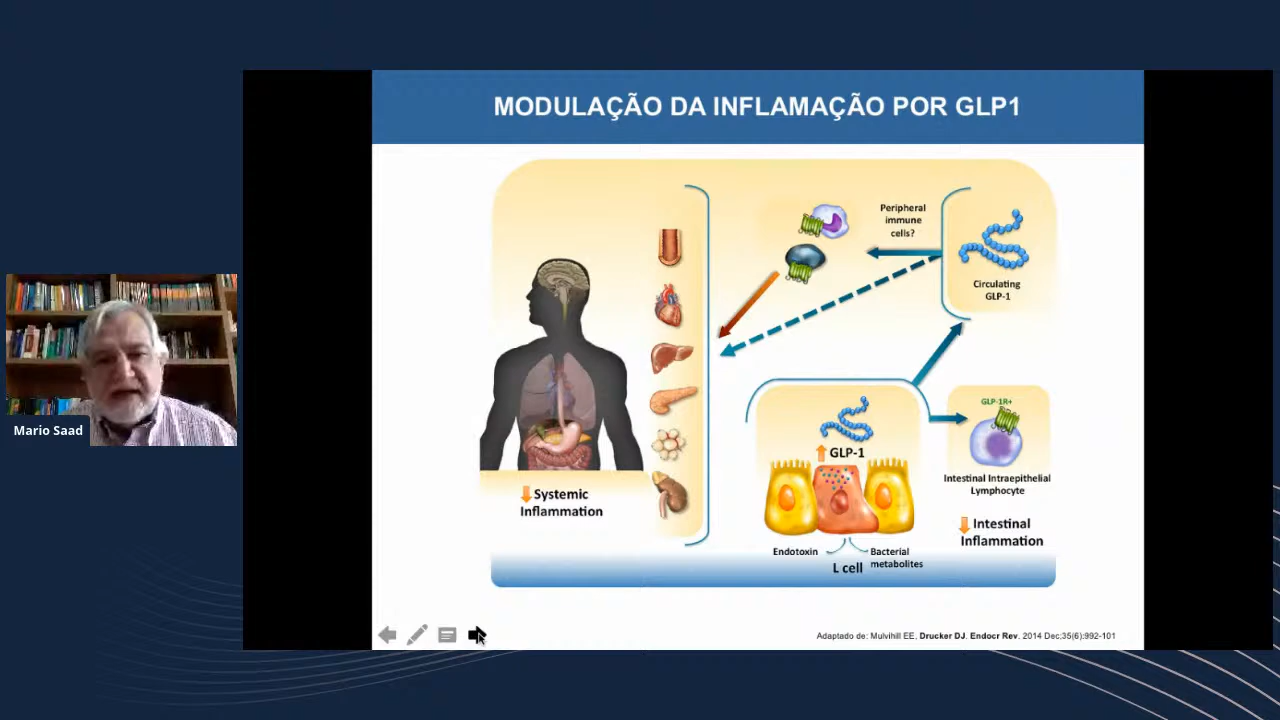 MODULAÇÃO DA INFLAMAÇÃO POR GLP1
Peripheral
immune
cells?
Circulating
GLP-1
Mario Saad
GLP-1R+
GLP-1
Intestinal Intraepithelial
Lymphocyte
Systemic
Inflammation
Intestinal
Inflammation
Endotoxin
Bacterial
metabolites
L cell
Adaptado de: Mulvihill EE, Drucker DJ. Endocr Rev. 2014 Dec;35(6):992-101